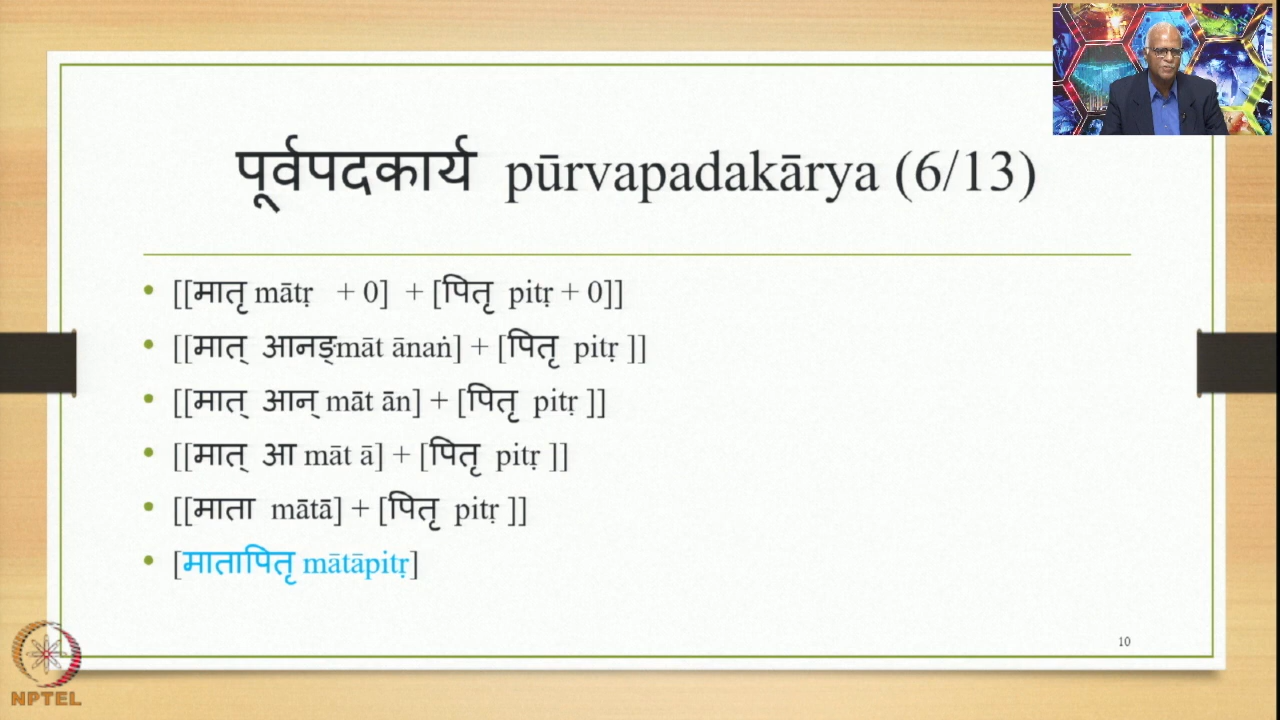 पूर्वपदकार्य pūrvapadakārya (6/13)
• [[मातृ mātṛ + 0] + [पितृ pitṛ + 0]]
• [[मात् आनङ्māt ānaṅ] + [पितृ pitṛ ]]
• [[मात् आन् māt ān] + [पितृ pitṛ ]]
• [[मात् आ māt ā] + [पितृ pitṛ ]]
• [[माता mātā] + [पितृ pitṛ ]]
• [मातापितृ mātāpitṛ]
10
NPTEL